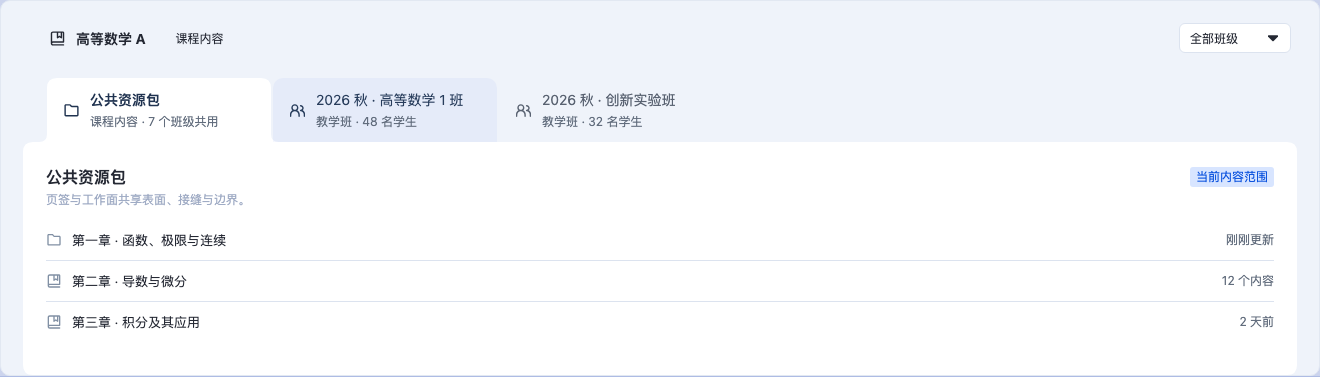 高等数学 A
课程内容
全部班级
公共资源包
课程内容 · 7 个班级共用
2026 秋 · 高等数学 1 班
教学班 · 48 名学生
2026 秋 · 创新实验班
教学班 · 32 名学生
公共资源包
当前内容范围
页签与工作面共享表面、接缝与边界。
第一章 · 函数、极限与连续
刚刚更新
第二章 · 导数与微分
12 个内容
第三章 · 积分及其应用
2 天前